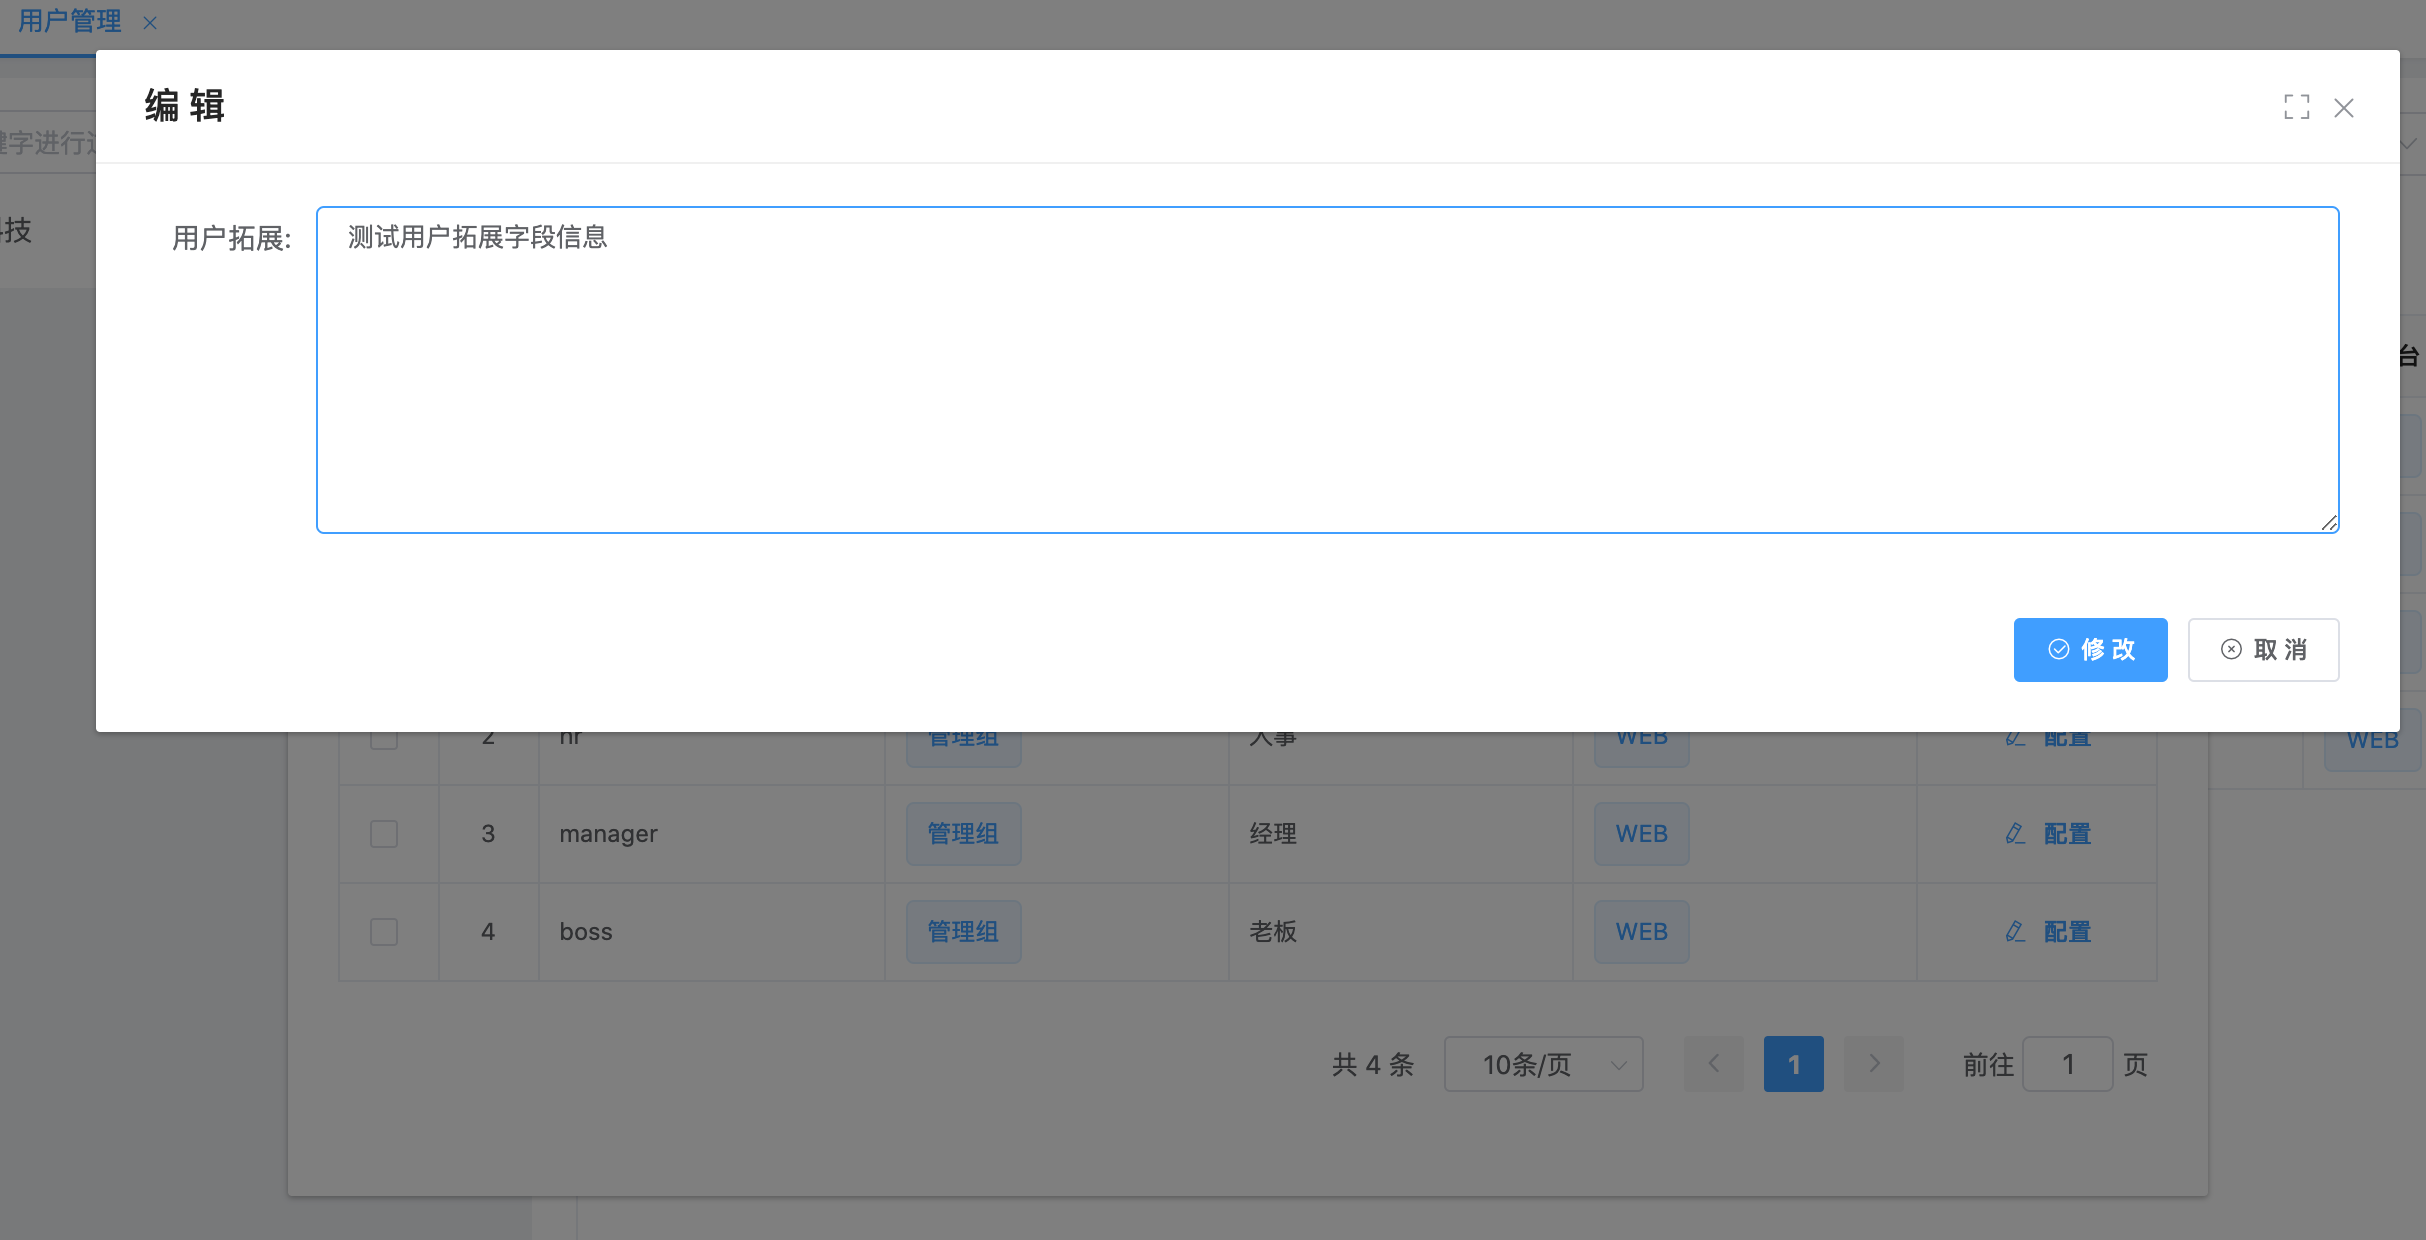 用户管理
编 辑
字进行
技
用户拓展:
测试用户拓展字段信息
台
修 改
取 消
2 hr 管理组 人事 WEB 配置 WEB
3 manager 管理组 经理 WEB 配置
4 boss 管理组 老板 WEB 配置
共 4 条 10条/页 1 前往 1 页